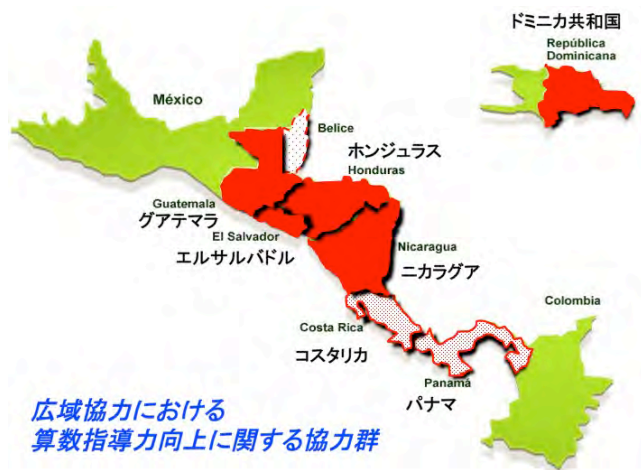 ドミニカ共和国
República
Dominicana
México
Belice
ホンジュラス
Honduras
Guatemala
グアテマラ
El Salvador
エルサルバドル
Nicaragua
ニカラグア
Colombia
Costa Rica
コスタリカ
Panamá
パナマ
広域協力における
算数指導力向上に関する協力群